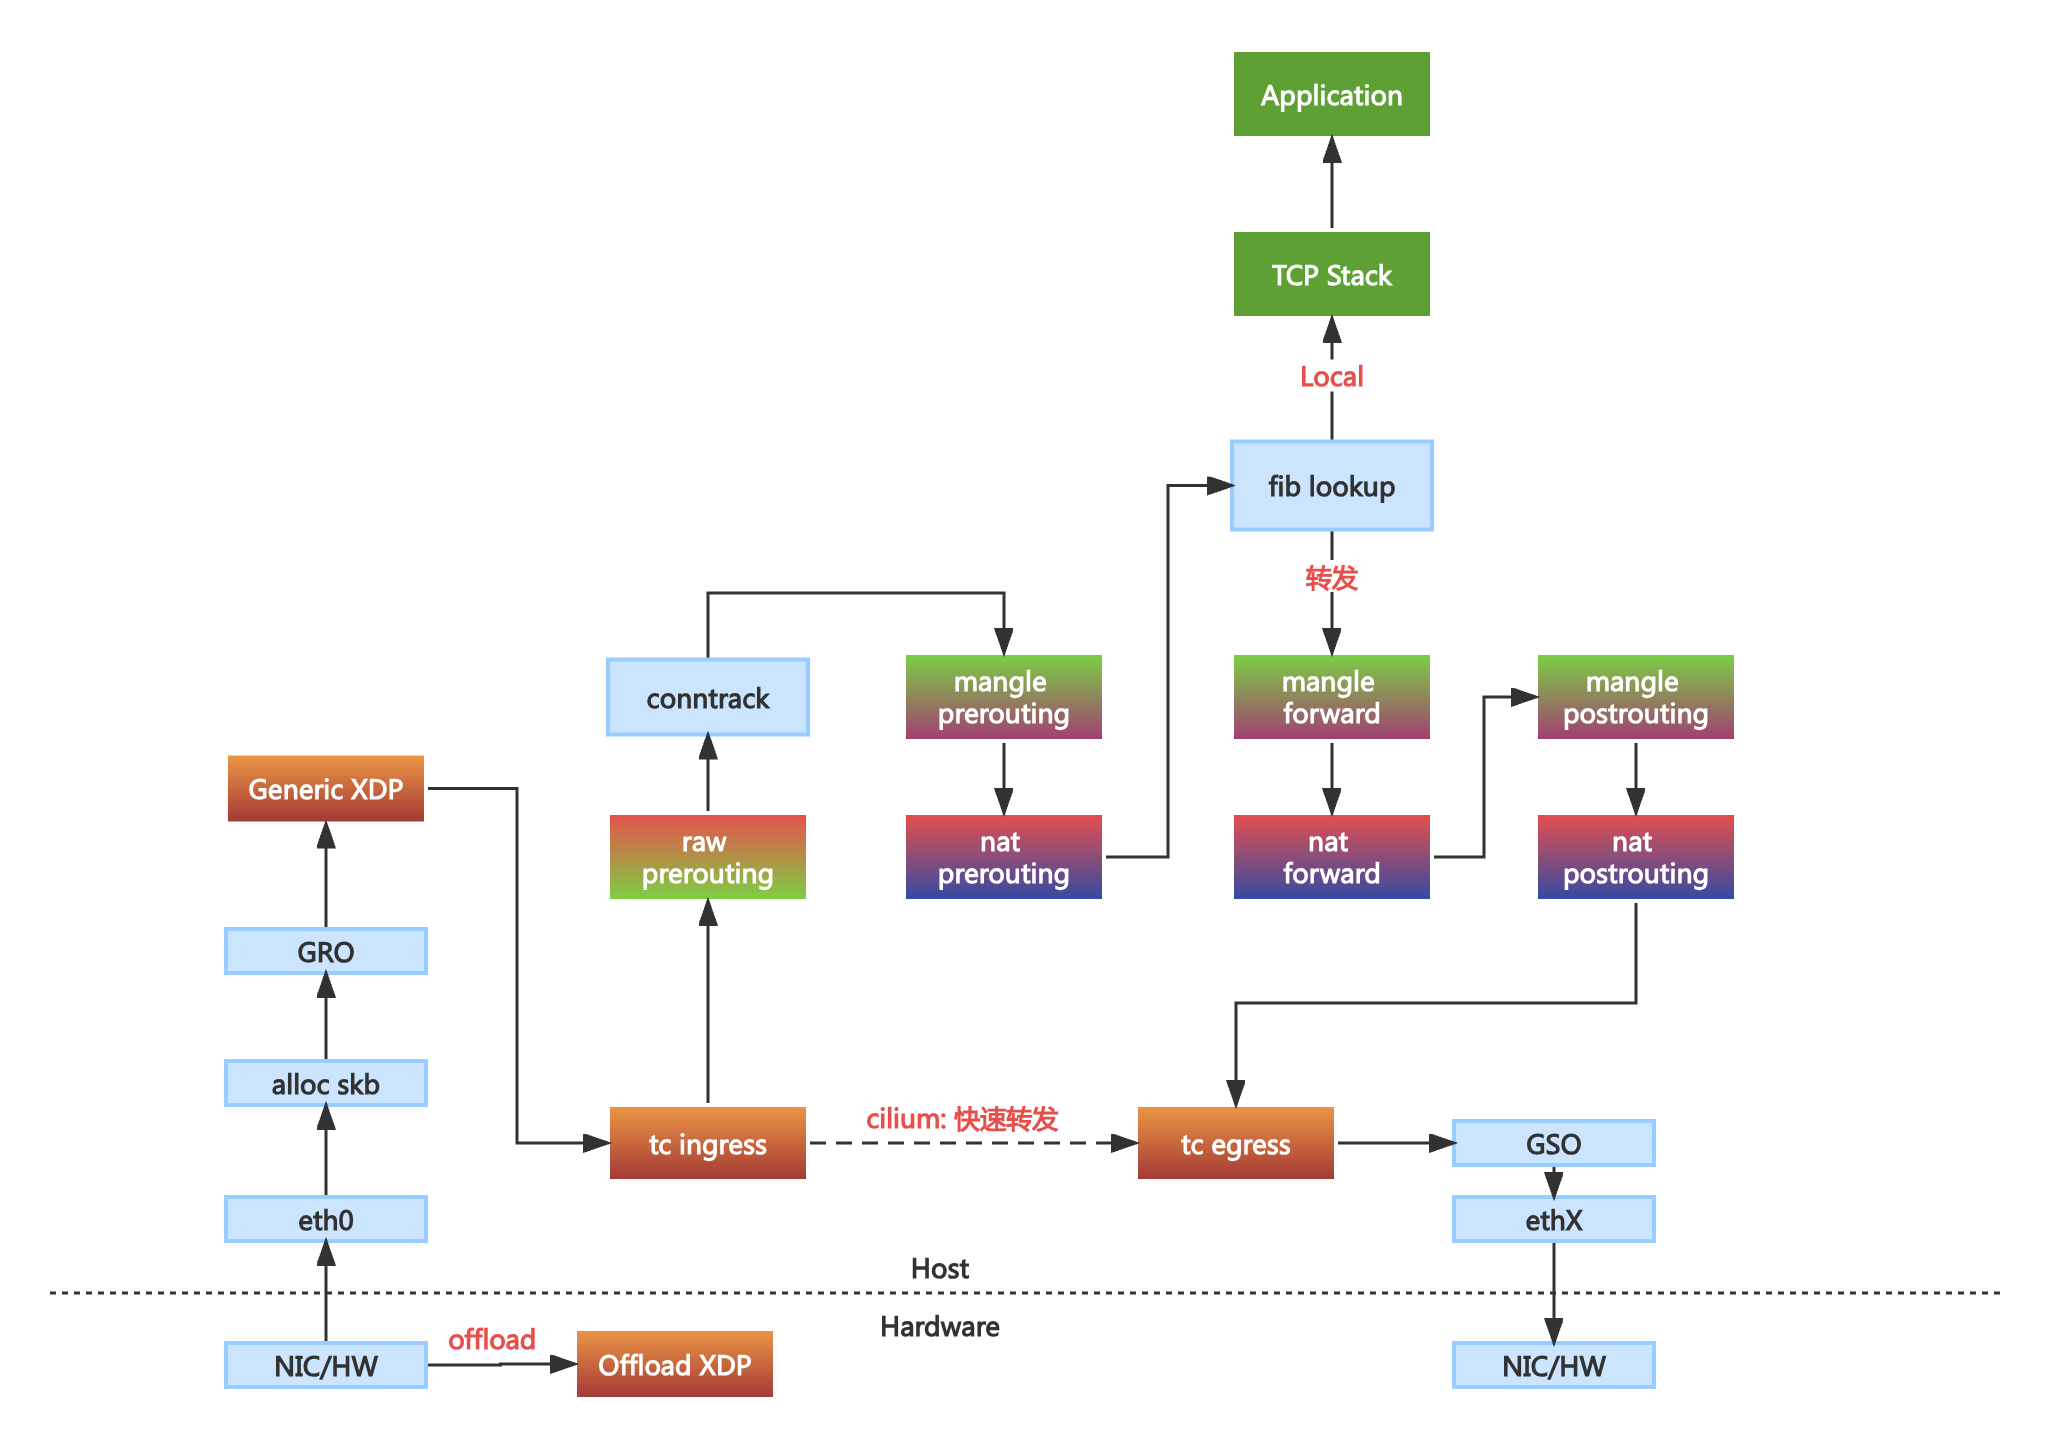 Application
TCP Stack
Local
fib lookup
转发
conntrack
mangle
prerouting
mangle
forward
mangle
postrouting
Generic XDP
raw
prerouting
nat
prerouting
nat
forward
nat
postrouting
GRO
alloc skb
tc ingress
cilium: 快速转发
tc egress
GSO
eth0
ethX
Host
Hardware
NIC/HW
offload
Offload XDP
NIC/HW